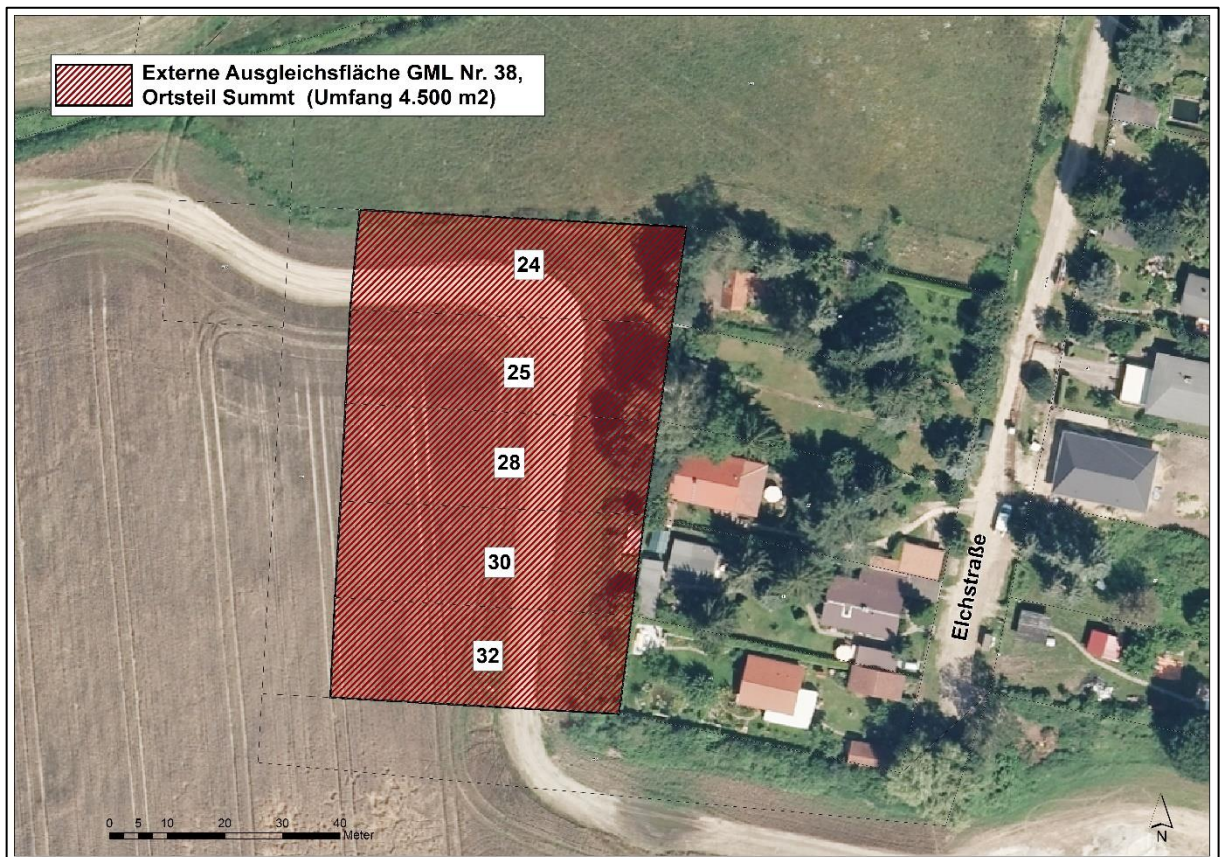 Externe Ausgleichsfläche GML Nr. 38,
Ortsteil Summt (Umfang 4.500 m2)
24
25
28
30
32
Elchstraße
0 5 10 20 30 40
Meter
N